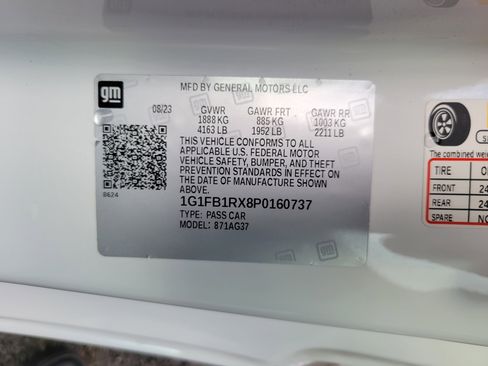 gm
MFD BY GENERAL MOTORS LLC
08/23 GVWR GAWR FRT GAWR RR
1888 KG 885 KG 1003 KG
4163 LB 1952 LB 2211 LB
THIS VEHICLE CONFORMS TO ALL
APPLICABLE U.S. FEDERAL MOTOR
VEHICLE SAFETY, BUMPER, AND THEFT
PREVENTION STANDARDS IN EFFECT ON
THE DATE OF MANUFACTURE SHOWN ABOVE.
1G1FB1RX8P0160737
TYPE: PASS CAR
MODEL: 871AG37
8624
The combined
TIRE
FRONT 24
REAR 24
SPARE